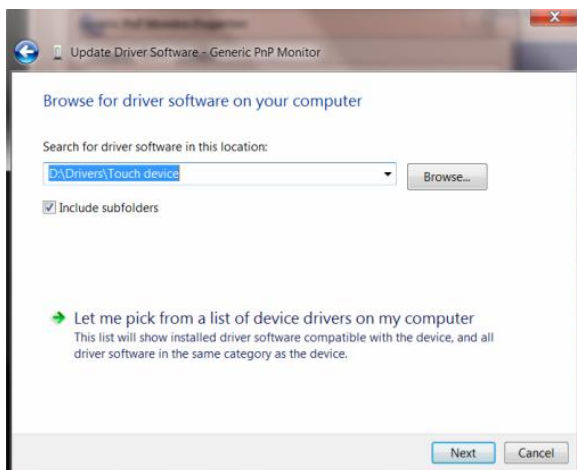 Update Driver Software - Generic PnP Monitor
Browse for driver software on your computer
Search for driver software in this location:
D:\Drivers\Touch device
Browse...
Include subfolders
Let me pick from a list of device drivers on my computer
This list will show installed driver software compatible with the device, and all
driver software in the same category as the device.
Next
Cancel